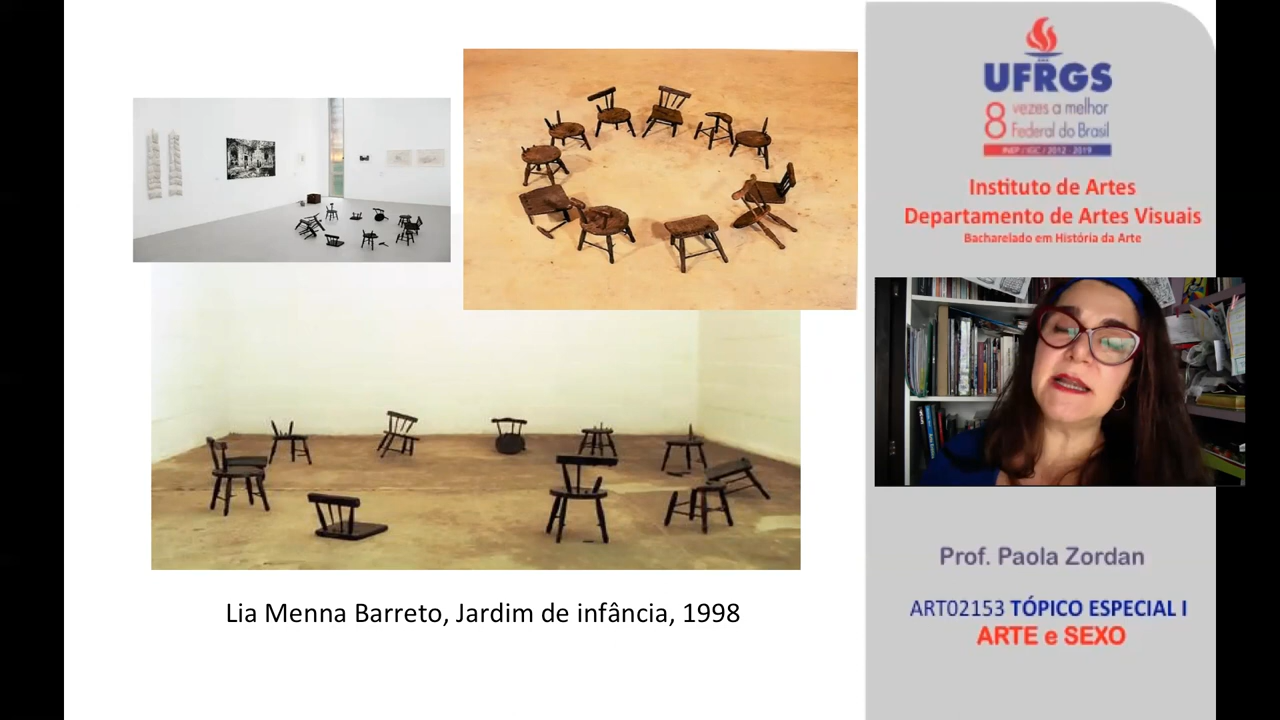 UFRGS
8 vezes a melhor
Federal do Brasil
INEP / IGC / 2012 - 2019
Instituto de Artes
Departamento de Artes Visuais
Bacharelado em História da Arte
Lia Menna Barreto, Jardim de infância, 1998
Prof. Paola Zordan
ART02153 TÓPICO ESPECIAL I
ARTE e SEXO